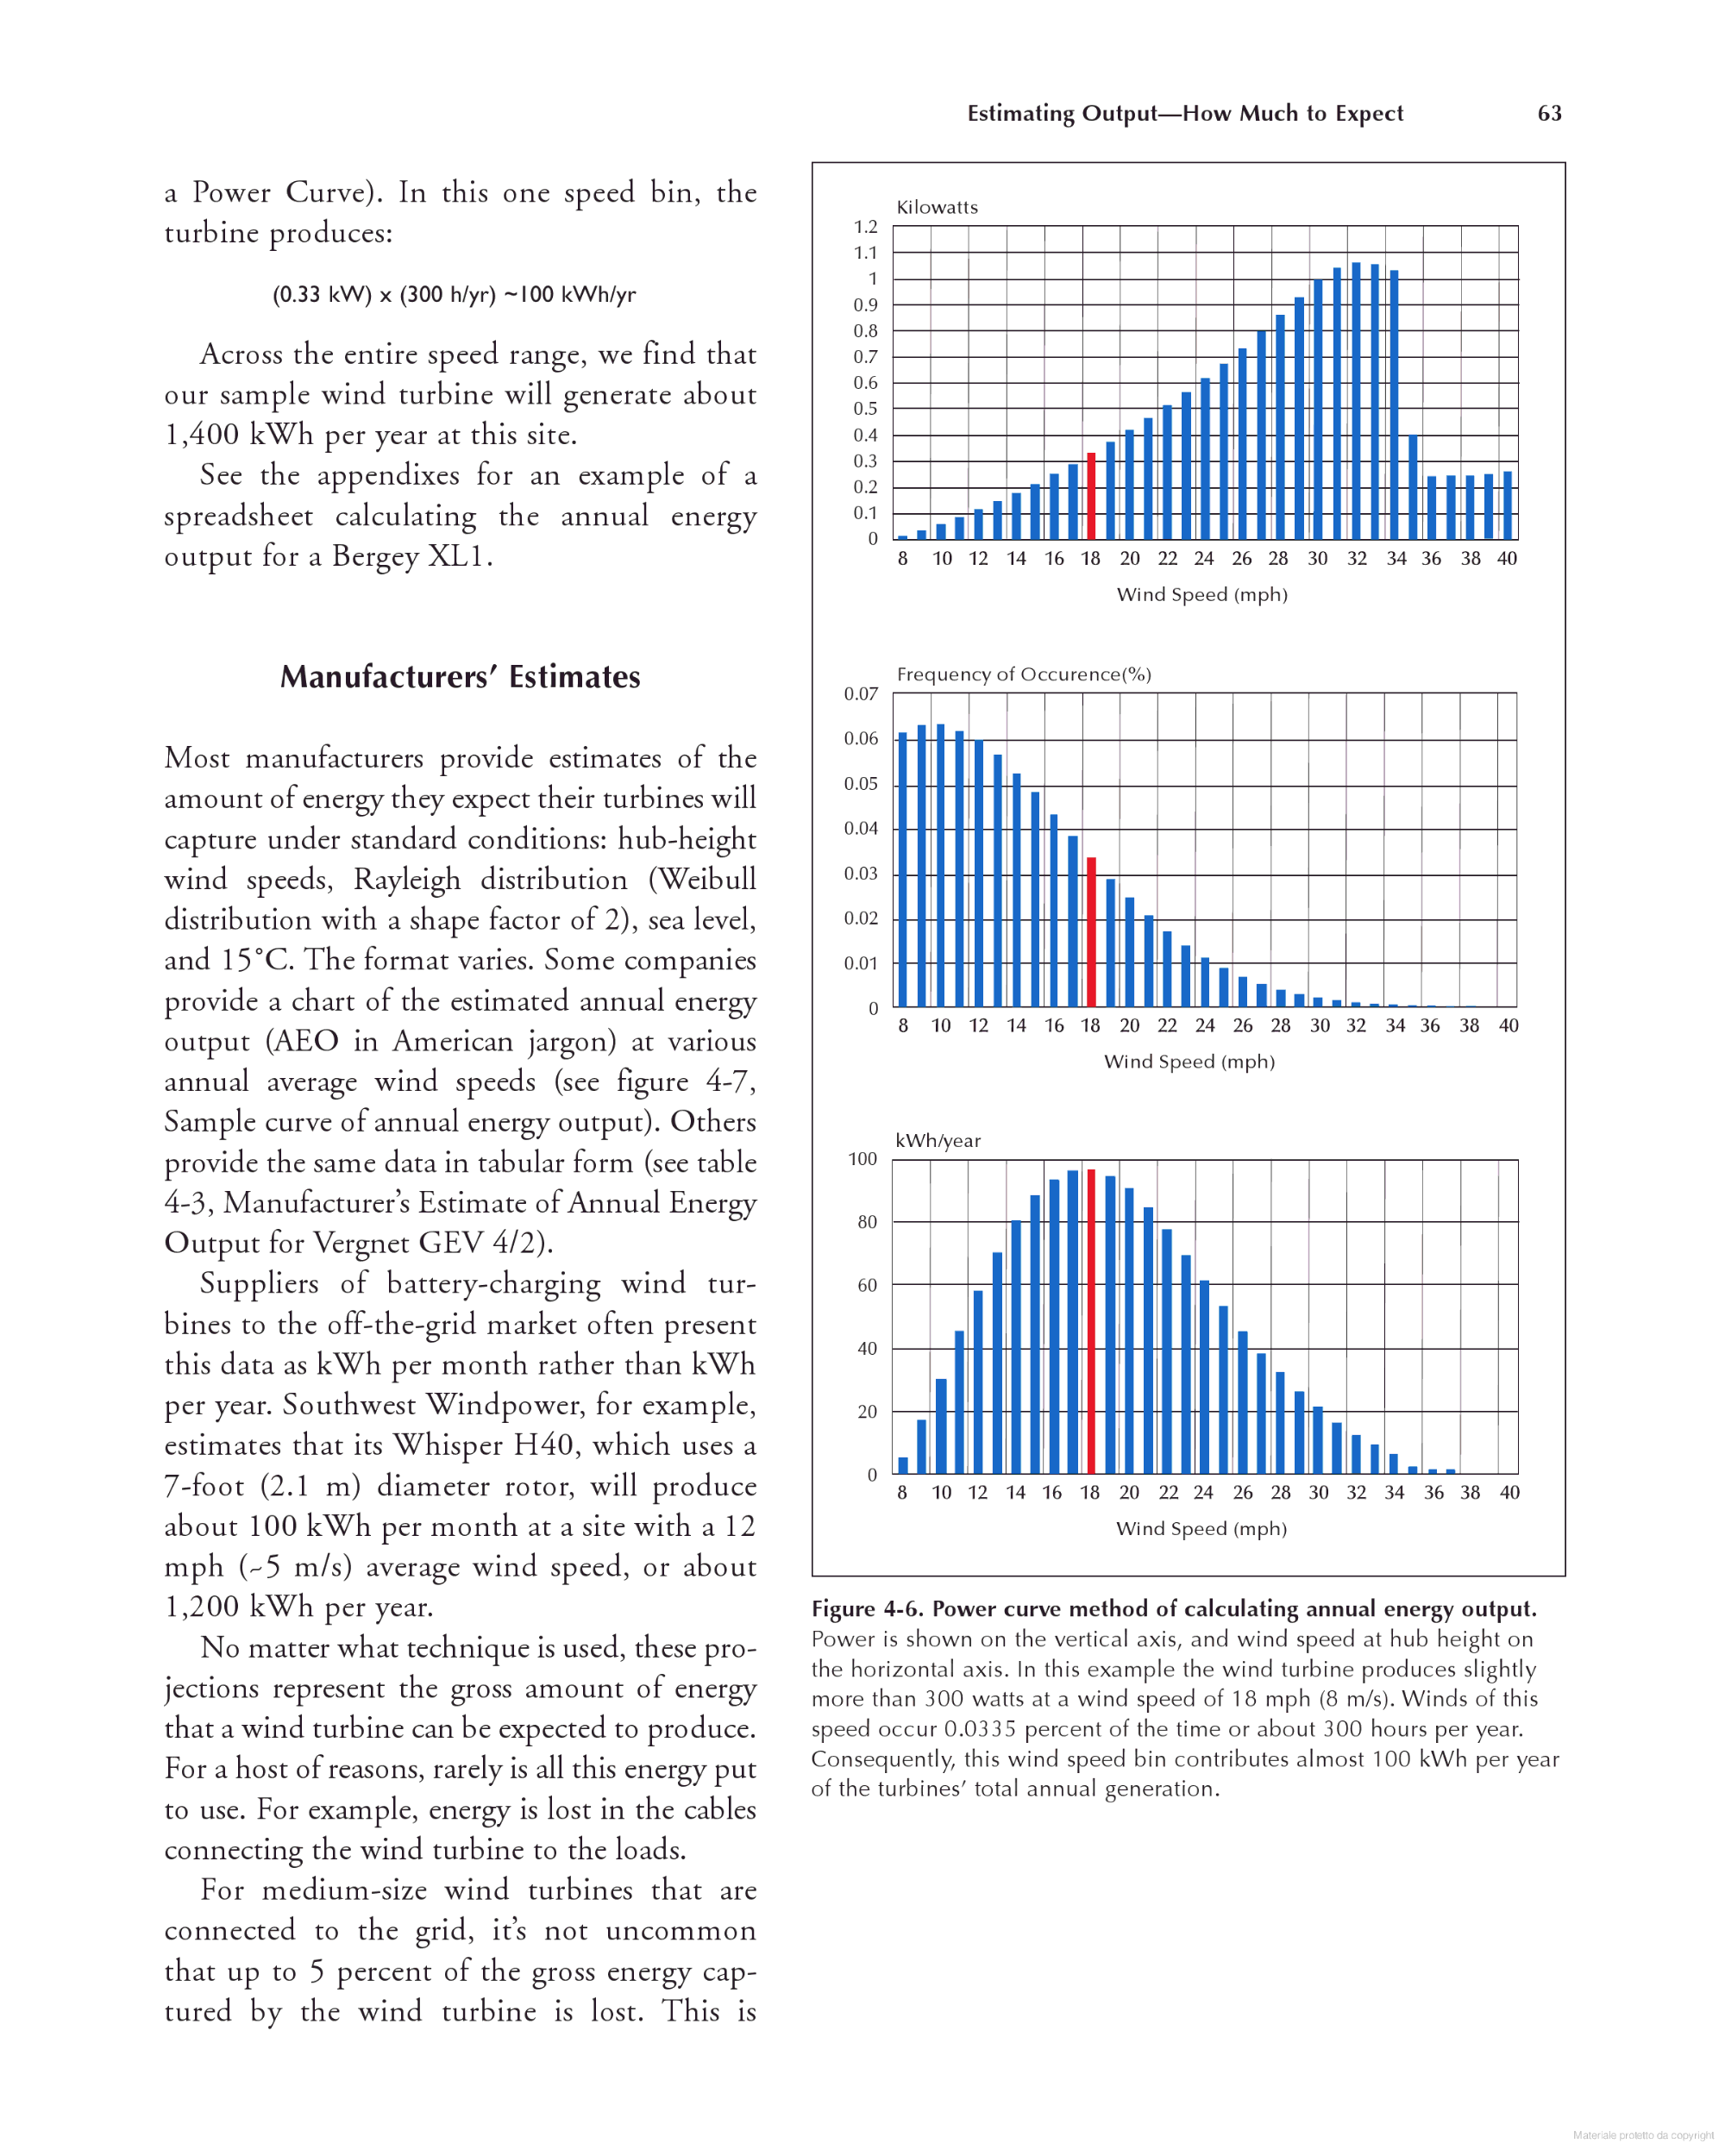 Estimating Output—How Much to Expect 63
a Power Curve). In this one speed bin, the
turbine produces:
(0.33 kW) x (300 h/yr) ~100 kWh/yr
Across the entire speed range, we find that
our sample wind turbine will generate about
1,400 kWh per year at this site.
See the appendixes for an example of a
spreadsheet calculating the annual energy
output for a Bergey XL1.
Manufacturers' Estimates
Most manufacturers provide estimates of the
amount of energy they expect their turbines will
capture under standard conditions: hub-height
wind speeds, Rayleigh distribution (Weibull
distribution with a shape factor of 2), sea level,
and 15°C. The format varies. Some companies
provide a chart of the estimated annual energy
output (AEO in American jargon) at various
annual average wind speeds (see figure 4-7,
Sample curve of annual energy output). Others
provide the same data in tabular form (see table
4-3, Manufacturer's Estimate of Annual Energy
Output for Vergnet GEV 4/2).
Suppliers of battery-charging wind tur-
bines to the off-the-grid market often present
this data as kWh per month rather than kWh
per year. Southwest Windpower, for example,
estimates that its Whisper H40, which uses a
7-foot (2.1 m) diameter rotor, will produce
about 100 kWh per month at a site with a 12
mph (~5 m/s) average wind speed, or about
1,200 kWh per year.
No matter what technique is used, these pro-
jections represent the gross amount of energy
that a wind turbine can be expected to produce.
For a host of reasons, rarely is all this energy put
to use. For example, energy is lost in the cables
connecting the wind turbine to the loads.
For medium-size wind turbines that are
connected to the grid, it's not uncommon
that up to 5 percent of the gross energy cap-
tured by the wind turbine is lost. This is
Kilowatts
1.2
1.1
1
0.9
0.8
0.7
0.6
0.5
0.4
0.3
0.2
0.1
0
8 10 12 14 16 18 20 22 24 26 28 30 32 34 36 38 40
Wind Speed (mph)
Frequency of Occurence(%)
0.07
0.06
0.05
0.04
0.03
0.02
0.01
0
8 10 12 14 16 18 20 22 24 26 28 30 32 34 36 38 40
Wind Speed (mph)
kWh/year
100
80
60
40
20
0
8 10 12 14 16 18 20 22 24 26 28 30 32 34 36 38 40
Wind Speed (mph)
Figure 4-6. Power curve method of calculating annual energy output.
Power is shown on the vertical axis, and wind speed at hub height on
the horizontal axis. In this example the wind turbine produces slightly
more than 300 watts at a wind speed of 18 mph (8 m/s). Winds of this
speed occur 0.0335 percent of the time or about 300 hours per year.
Consequently, this wind speed bin contributes almost 100 kWh per year
of the turbines' total annual generation.
Materiale protetto da copyright